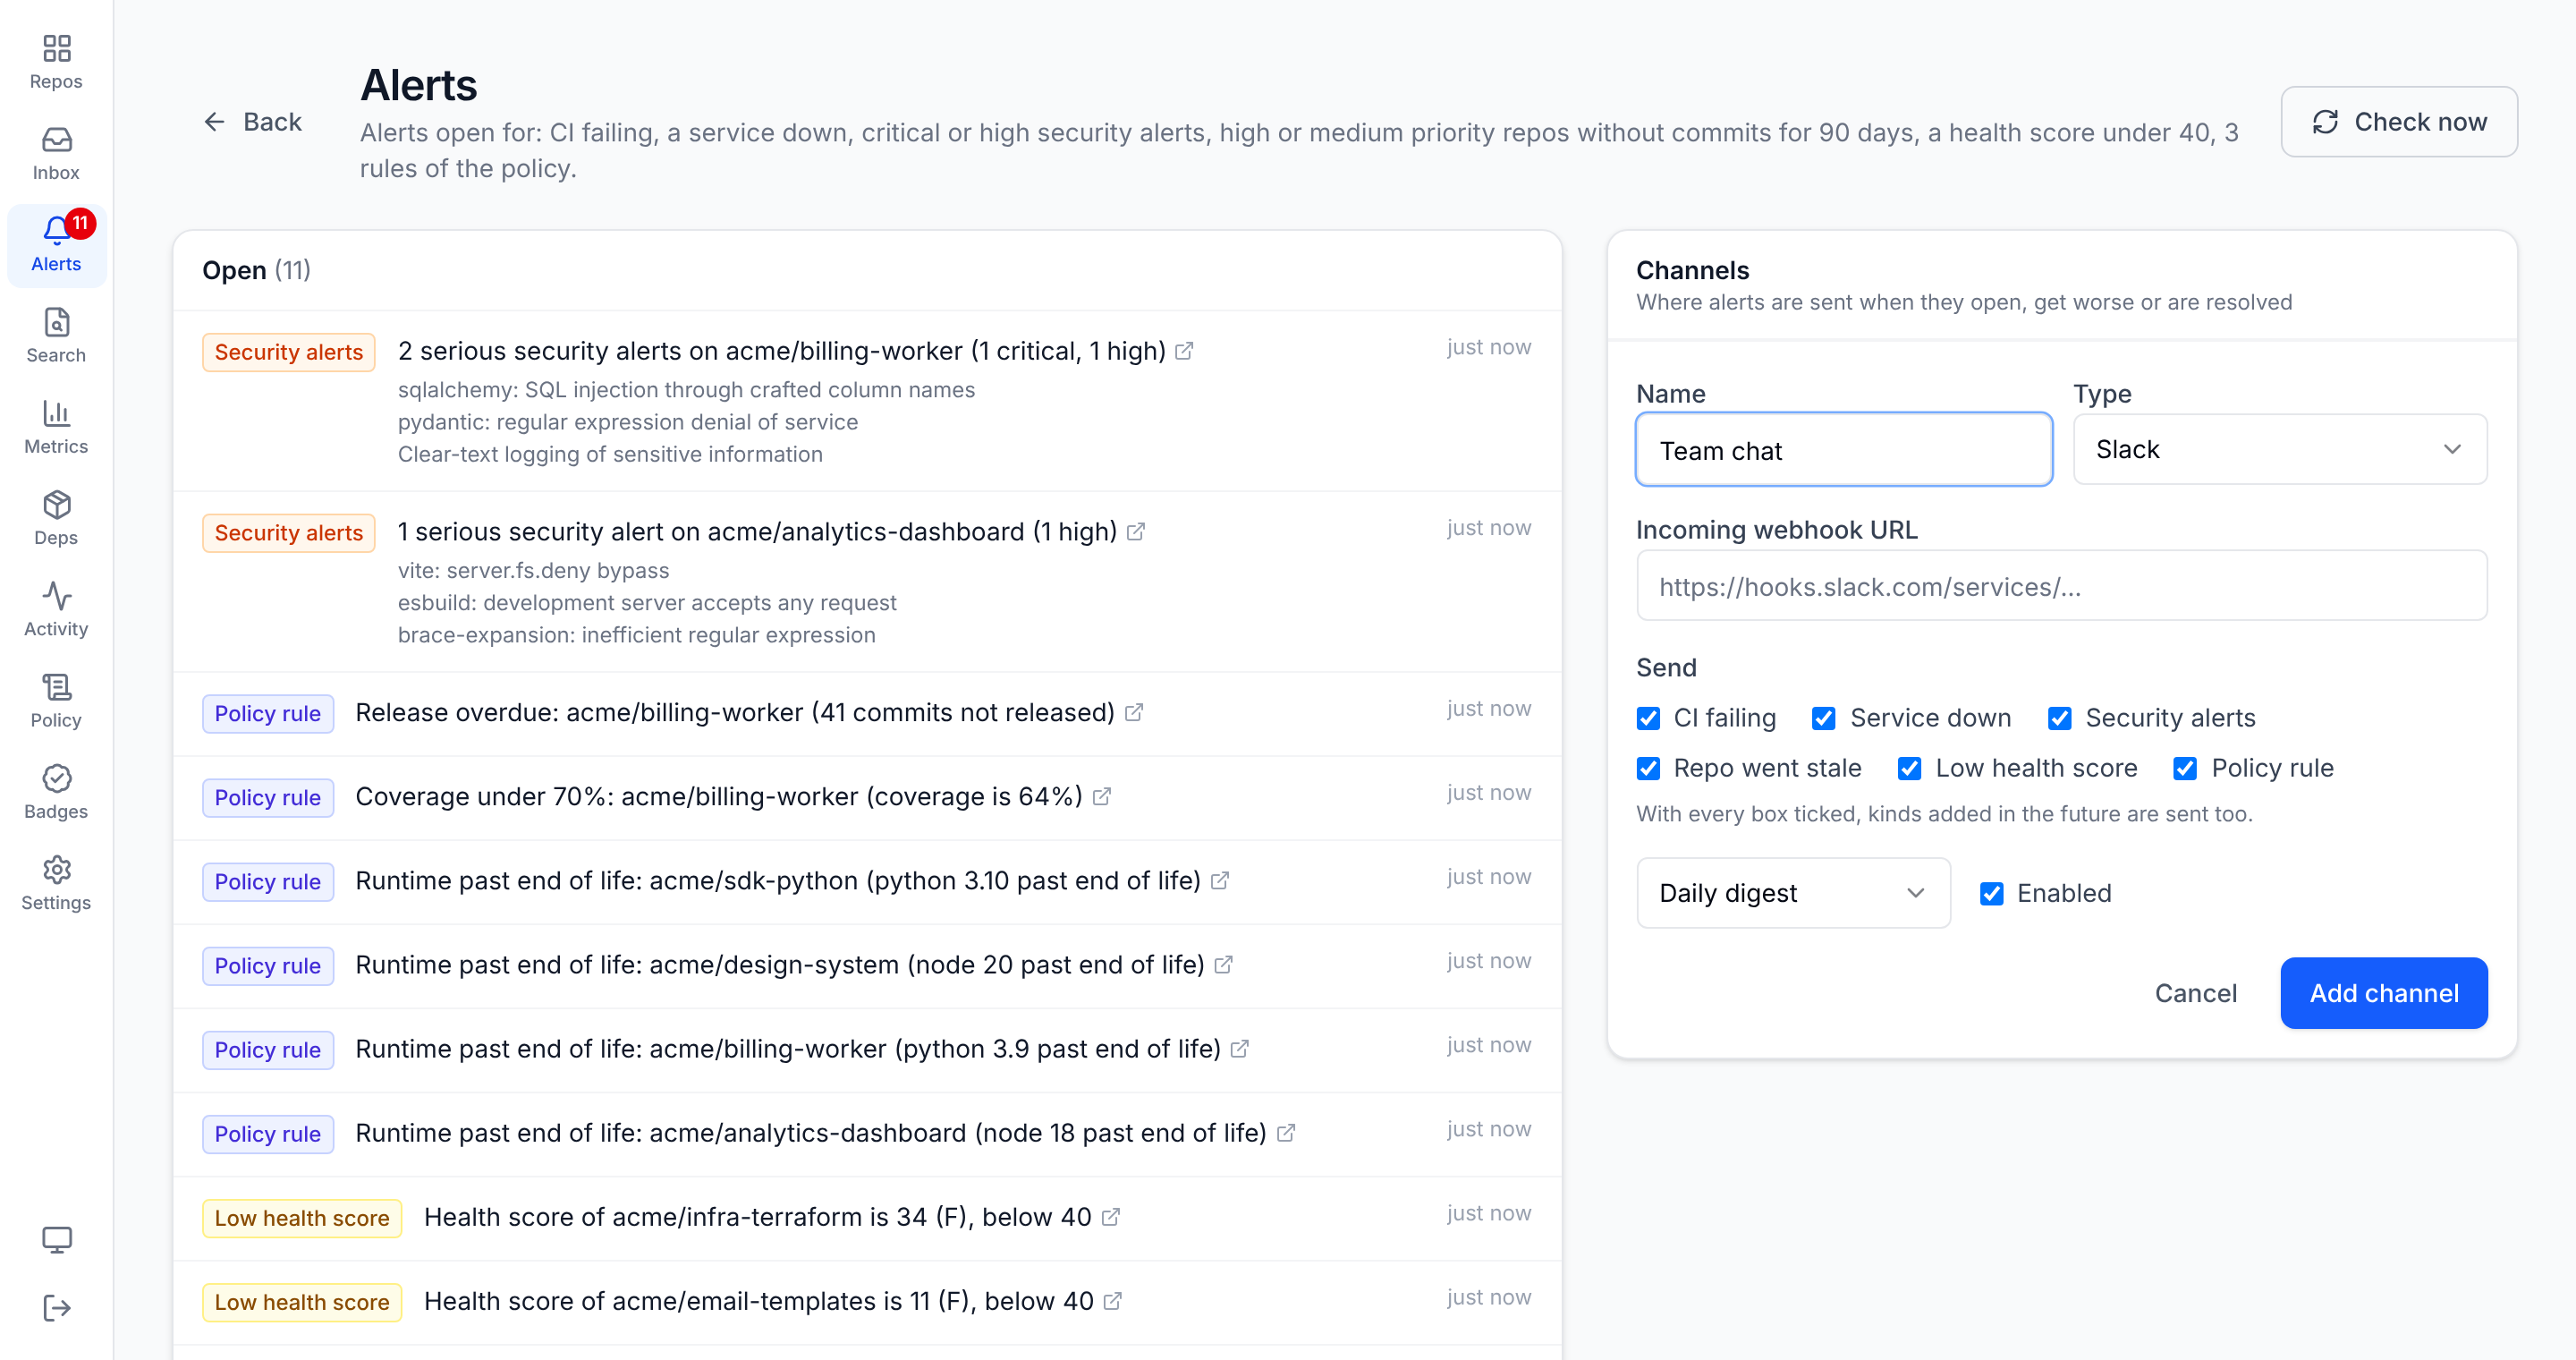 Repos
Inbox
11
Alerts
Search
Metrics
Deps
Activity
Policy
Badges
Settings
Back
Alerts
Alerts open for: CI failing, a service down, critical or high security alerts, high or medium priority repos without commits for 90 days, a health score under 40, 3
rules of the policy.
Check now
Open (11)
Security alerts
2 serious security alerts on acme/billing-worker (1 critical, 1 high)
just now
sqlalchemy: SQL injection through crafted column names
pydantic: regular expression denial of service
Clear-text logging of sensitive information
Security alerts
1 serious security alert on acme/analytics-dashboard (1 high)
just now
vite: server.fs.deny bypass
esbuild: development server accepts any request
brace-expansion: inefficient regular expression
Policy rule
Release overdue: acme/billing-worker (41 commits not released)
just now
Policy rule
Coverage under 70%: acme/billing-worker (coverage is 64%)
just now
Policy rule
Runtime past end of life: acme/sdk-python (python 3.10 past end of life)
just now
Policy rule
Runtime past end of life: acme/design-system (node 20 past end of life)
just now
Policy rule
Runtime past end of life: acme/billing-worker (python 3.9 past end of life)
just now
Policy rule
Runtime past end of life: acme/analytics-dashboard (node 18 past end of life)
just now
Low health score
Health score of acme/infra-terraform is 34 (F), below 40
just now
Low health score
Health score of acme/email-templates is 11 (F), below 40
just now
Channels
Where alerts are sent when they open, get worse or are resolved
Name
Type
Team chat
Slack
Incoming webhook URL
https://hooks.slack.com/services/...
Send
CI failing
Service down
Security alerts
Repo went stale
Low health score
Policy rule
With every box ticked, kinds added in the future are sent too.
Daily digest
Enabled
Cancel
Add channel